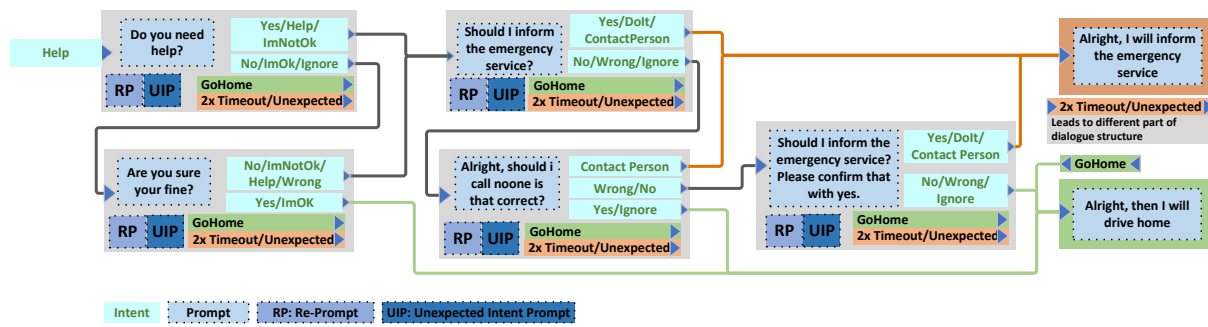 Help
Do you need
help?
Yes/Help/
ImNotOk
No/ImOk/Ignore
RP
UIP
GoHome
2x Timeout/Unexpected
Should I inform
the emergency
service?
Yes/DoIt/
ContactPerson
No/Wrong/Ignore
RP
UIP
GoHome
2x Timeout/Unexpected
Alright, I will inform
the emergency
service
2x Timeout/Unexpected
Leads to different part of
dialogue structure
Are you sure
your fine?
No/ImNotOk/
Help/Wrong
Yes/ImOK
RP
UIP
GoHome
2x Timeout/Unexpected
Alright, should i
call noone is
that correct?
Contact Person
Wrong/No
Yes/Ignore
RP
UIP
GoHome
2x Timeout/Unexpected
Should I inform the
emergency service?
Please confirm that
with yes.
Yes/DoIt/
Contact Person
No/Wrong/
Ignore
RP
UIP
GoHome
2x Timeout/Unexpected
GoHome
Alright, then I will
drive home
Intent
Prompt
RP: Re-Prompt
UIP: Unexpected Intent Prompt